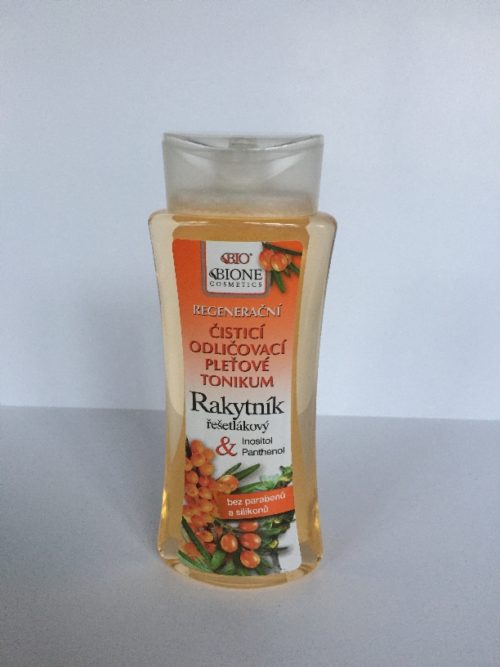 BIO®
BIONE
COSMETICS
REGENERAČNÍ
ČISTICÍ
ODLIČOVACÍ
PLEŤOVÉ
TONIKUM
Rakytník
řešetlákový
& Inositol
Panthenol
bez parabenů
a silikonů